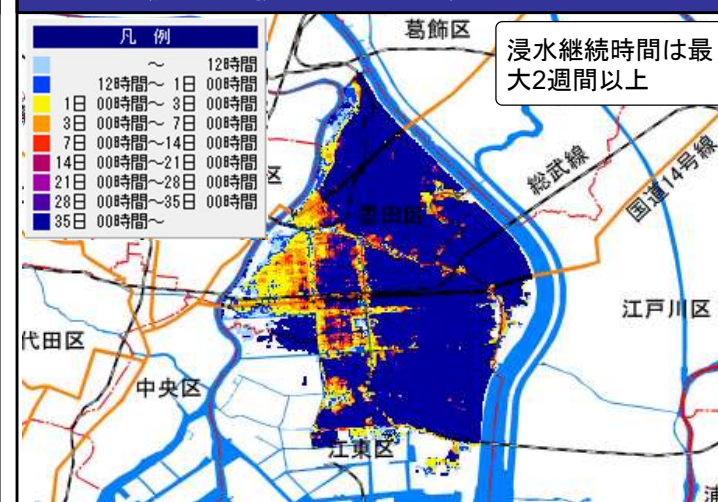 凡 例
～ 12時間
12時間～ 1日 00時間
1日 00時間～ 3日 00時間
3日 00時間～ 7日 00時間
7日 00時間～14日 00時間
14日 00時間～21日 00時間
21日 00時間～28日 00時間
28日 00時間～35日 00時間
35日 00時間～
葛飾区
浸水継続時間は最
大2週間以上
区
総武線
国道14号線
墨田区
江戸川区
代田区
中央区
江東区
浦